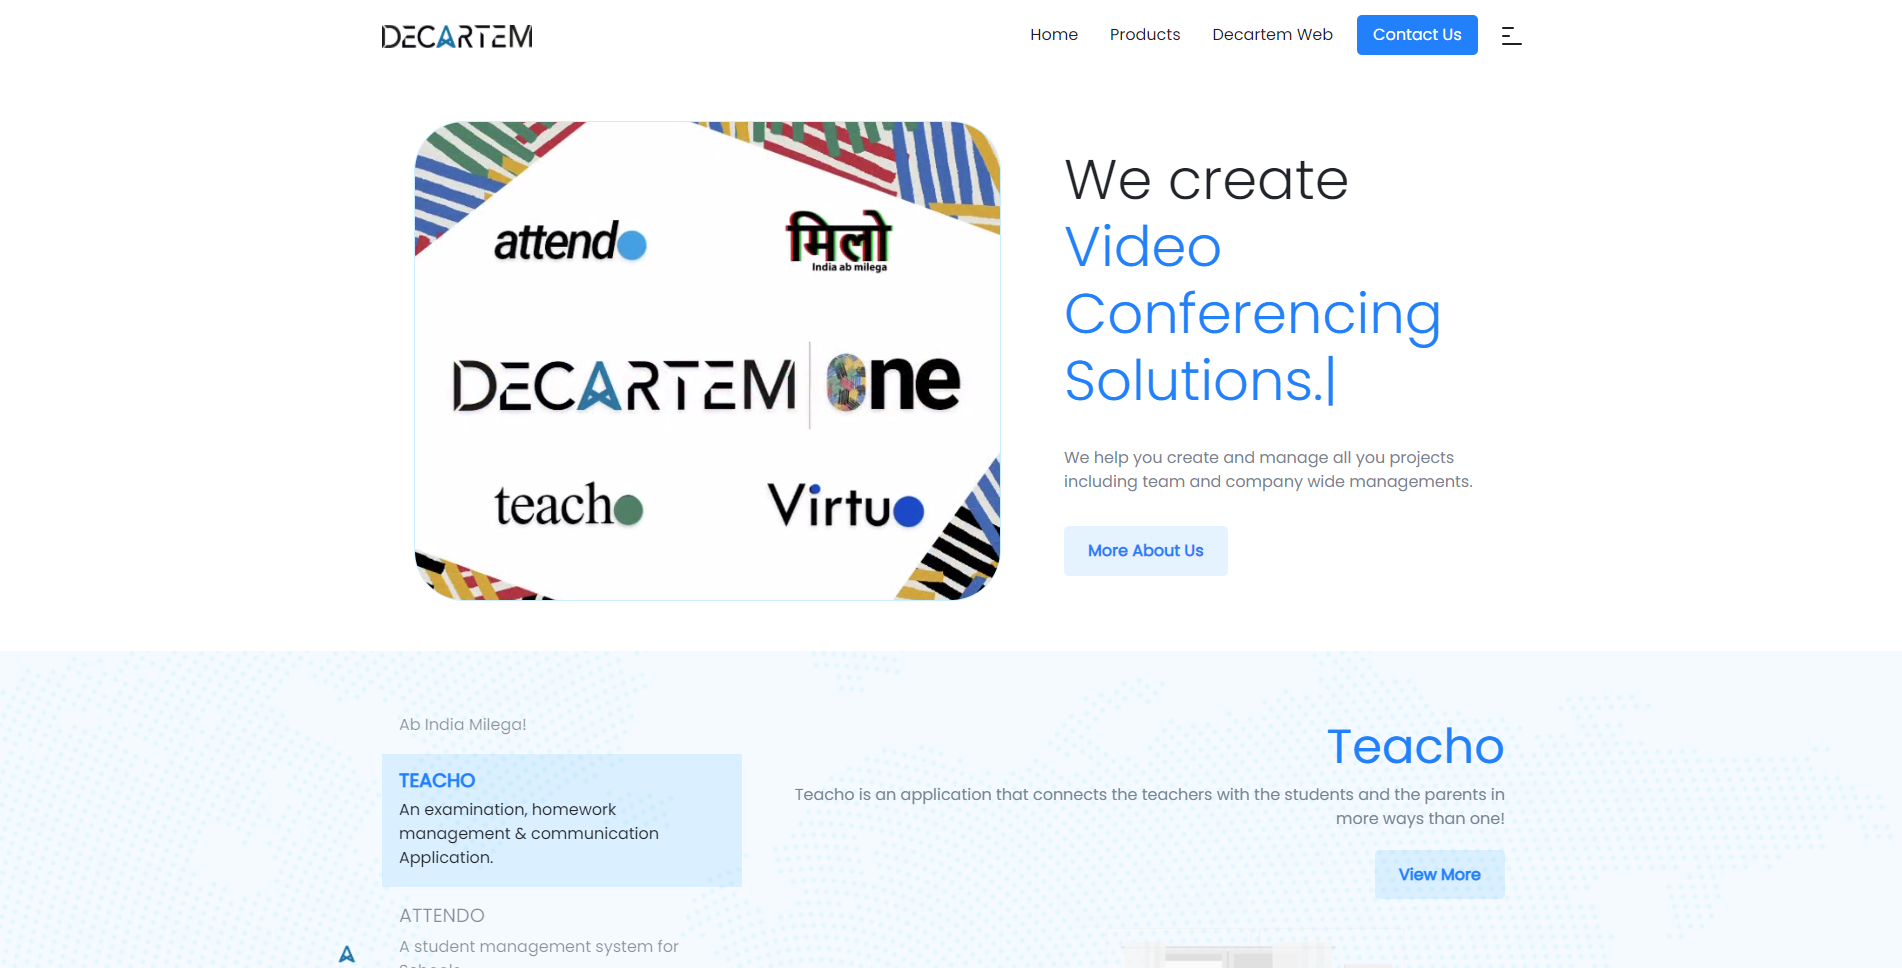 DECARTEM
Home Products Decartem Web Contact Us
attendo
मिलो
India ab milega
DECARTEM One
teacho
Virtuo
We create
Video
Conferencing
Solutions.|
We help you create and manage all you projects
including team and company wide managements.
More About Us
Ab India Milega!
TEACHO
An examination, homework
management & communication
Application.
ATTENDO
A student management system for
Teacho
Teacho is an application that connects the teachers with the students and the parents in
more ways than one!
View More